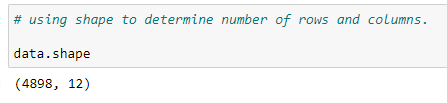 # using shape to determine number of rows and columns.
data.shape
(4898, 12)